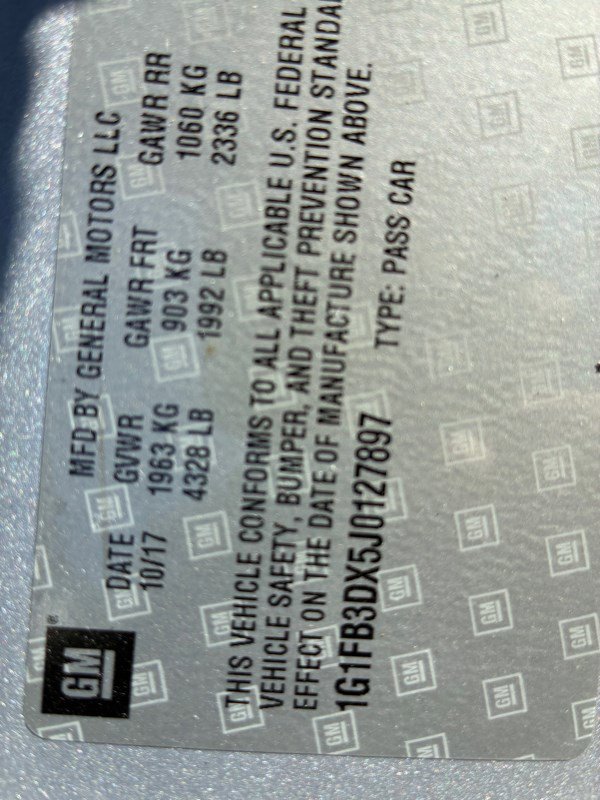 GM
MFD BY GENERAL MOTORS LLC
DATE GVWR GAWR FRT GAWR RR
10/17 1963 KG 903 KG 1060 KG
4328 LB 1992 LB 2336 LB
THIS VEHICLE CONFORMS TO ALL APPLICABLE U.S. FEDERAL
VEHICLE SAFETY, BUMPER, AND THEFT PREVENTION STANDA
EFFECT ON THE DATE OF MANUFACTURE SHOWN ABOVE.
1G1FB3DX5J0127897 TYPE: PASS CAR